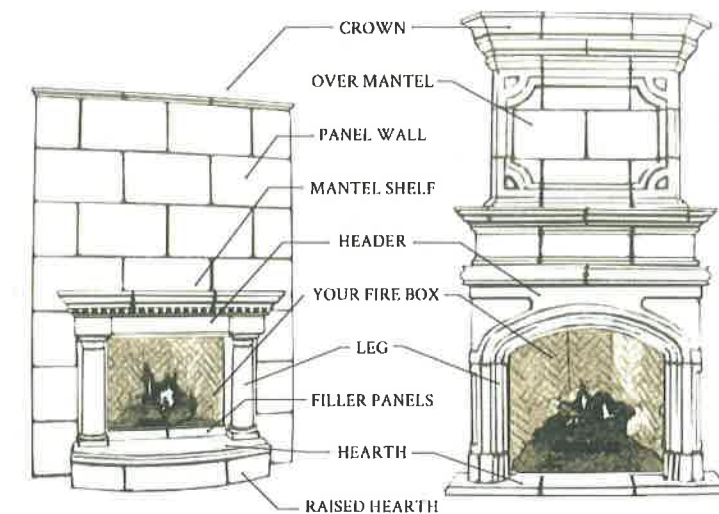 CROWN
OVER MANTEL
PANEL WALL
MANTEL SHELF
HEADER
YOUR FIRE BOX
LEG
FILLER PANELS
HEARTH
RAISED HEARTH